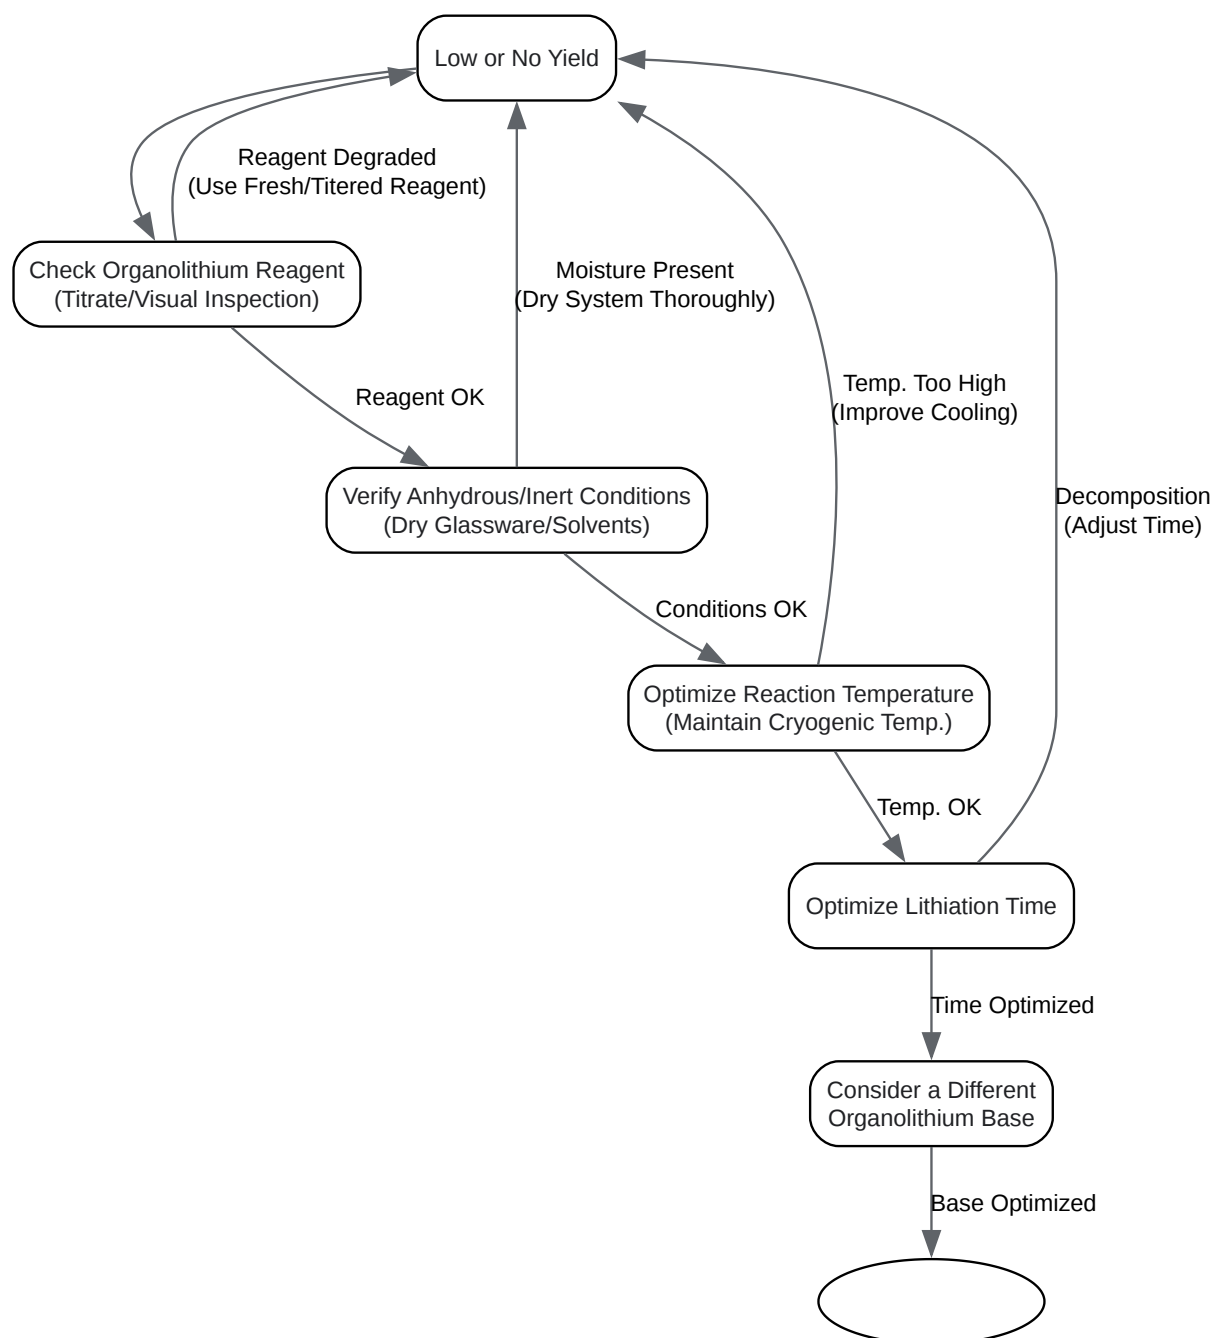 Low or No Yield
Reagent Degraded
(Use Fresh/Titered Reagent)
Check Organolithium Reagent
(Titrate/Visual Inspection)
Moisture Present
(Dry System Thoroughly)
Reagent OK
Temp. Too High
(Improve Cooling)
Verify Anhydrous/Inert Conditions
(Dry Glassware/Solvents)
Decomposition
(Adjust Time)
Conditions OK
Optimize Reaction Temperature
(Maintain Cryogenic Temp.)
Temp. OK
Optimize Lithiation Time
Time Optimized
Consider a Different
Organolithium Base
Base Optimized